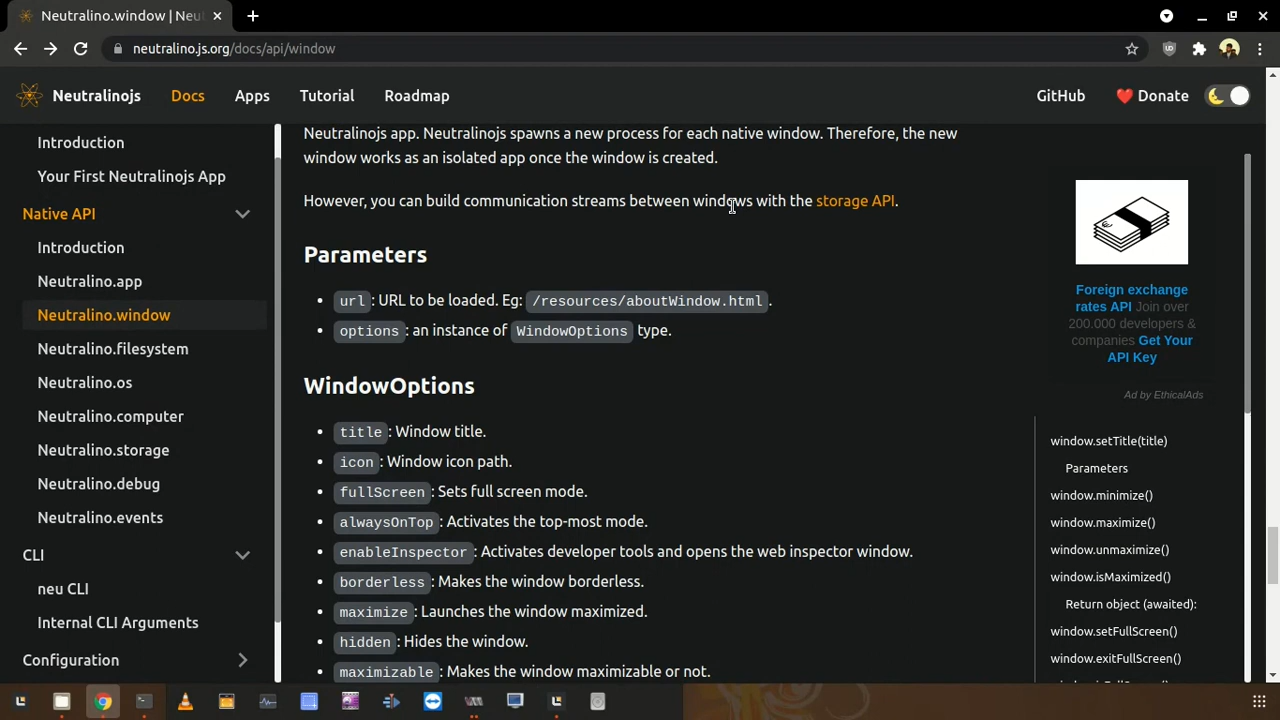 Neutralino.window | Neu
neutralino.js.org/docs/api/window
Neutralinojs
Docs
Apps
Tutorial
Roadmap
GitHub
Donate
Introduction
Your First Neutralinojs App
Native API
Introduction
Neutralino.app
Neutralino.window
Neutralino.filesystem
Neutralino.os
Neutralino.computer
Neutralino.storage
Neutralino.debug
Neutralino.events
CLI
neu CLI
Internal CLI Arguments
Configuration
Neutralinojs app. Neutralinojs spawns a new process for each native window. Therefore, the new
window works as an isolated app once the window is created.
However, you can build communication streams between windows with the storage API.
Parameters
url: URL to be loaded. Eg: /resources/aboutWindow.html.
options: an instance of WindowOptions type.
WindowOptions
title: Window title.
icon: Window icon path.
fullScreen: Sets full screen mode.
alwaysOnTop: Activates the top-most mode.
enableInspector: Activates developer tools and opens the web inspector window.
borderless: Makes the window borderless.
maximize: Launches the window maximized.
hidden: Hides the window.
maximizable: Makes the window maximizable or not.
Foreign exchange
rates API Join over
200.000 developers &
companies Get Your
API Key
Ad by EthicalAds
window.setTitle(title)
Parameters
window.minimize()
window.maximize()
window.unmaximize()
window.isMaximized()
Return object (awaited):
window.setFullScreen()
window.exitFullScreen()